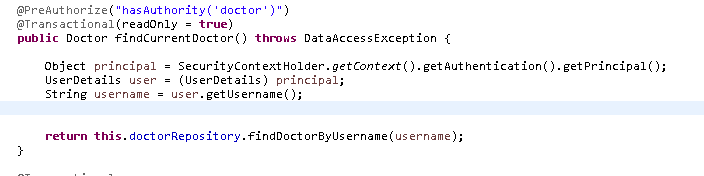 @PreAuthorize("hasAuthority('doctor')")
@Transactional(readOnly = true)
public Doctor findCurrentDoctor() throws DataAccessException {
Object principal = SecurityContextHolder.getContext().getAuthentication().getPrincipal();
UserDetails user = (UserDetails) principal;
String username = user.getUsername();
return this.doctorRepository.findDoctorByUsername(username);
}